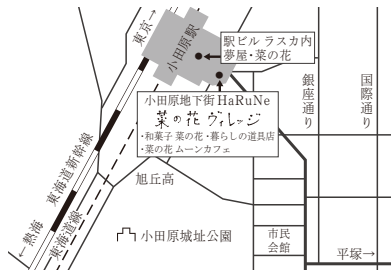 東京→
小田原駅
駅ビル ラスカ内
夢屋・菜の花
小田原地下街 HaRuNe
菜の花 ヴィレッジ
・和菓子 菜の花・暮らしの道具店
・菜の花 ムーンカフェ
銀座通り
国際通り
東海道新幹線
東海道線
←熱海
旭丘高
小田原城址公園
市民
会館
平塚→